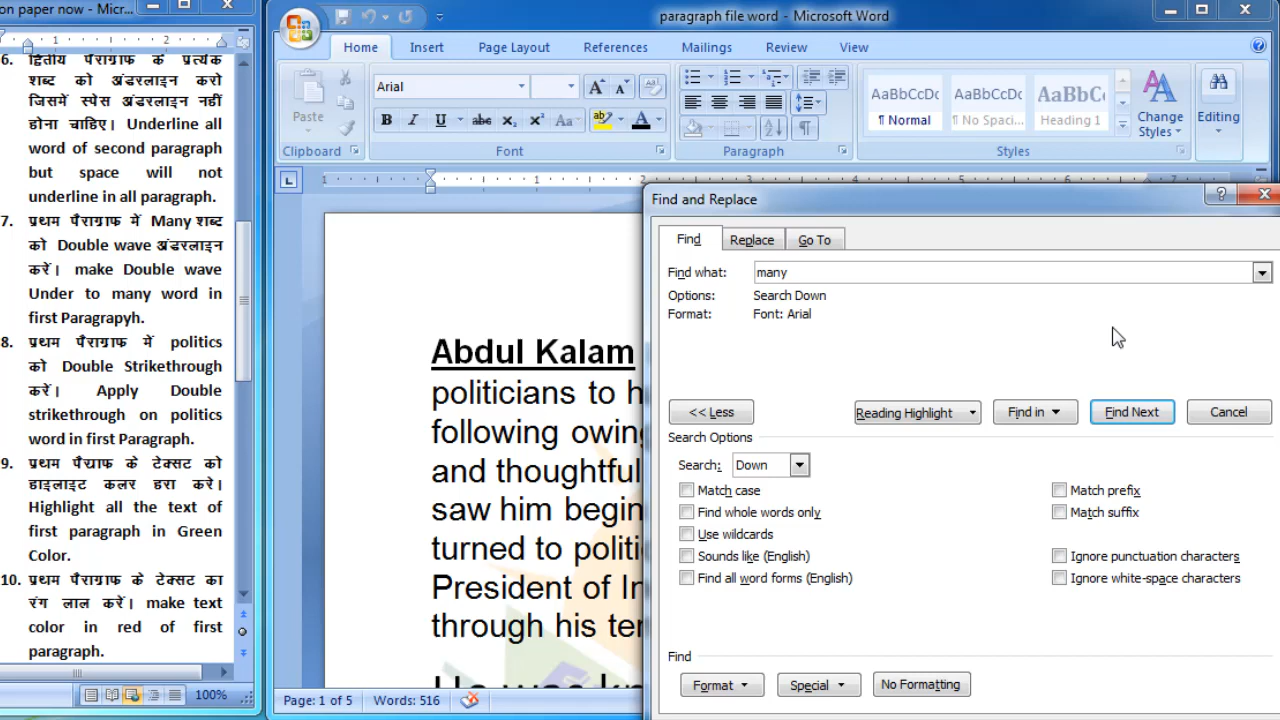 on paper now - Micr...
paragraph file word - Microsoft Word
Home
Insert
Page Layout
References
Mailings
Review
View
Paste
Clipboard
Arial
Font
Paragraph
AaBbCcDc
¶ Normal
AaBbCcDc
¶ No Spaci...
AaBbCc
Heading 1
Change
Styles
Styles
Editing
6. द्वितीय पैराग्राफ के प्रत्येक
शब्द को अंडरलाइन करो
जिसमें स्पेस अंडरलाइन नहीं
होना चाहिए। Underline all
word of second paragraph
but space will not
underline in all paragraph.
7. प्रथम पैराग्राफ में Many शब्द
को Double wave अंडरलाइन
करें। make Double wave
Under to many word in
first Paragrapyh.
8. प्रथम पैराग्राफ में politics
को Double Strikethrough
करें। Apply Double
strikethrough on politics
word in first Paragraph.
9. प्रथम पैराग्राफ के टेक्सट को
हाइलाइट कलर हरा करे।
Highlight all the text of
first paragraph in Green
Color.
10. प्रथम पैराग्राफ के टेक्सट का
रंग लाल करें। make text
color in red of first
paragraph.
100%
Abdul Kalam
politicians to h
following owing
and thoughtful
saw him begin
turned to politi
President of In
through his ter
He was kn
Page: 1 of 5
Words: 516
Find and Replace
Find
Replace
Go To
Find what:
many
Options:
Search Down
Format:
Font: Arial
<< Less
Reading Highlight
Find in
Find Next
Cancel
Search Options
Search:
Down
Match case
Find whole words only
Use wildcards
Sounds like (English)
Find all word forms (English)
Match prefix
Match suffix
Ignore punctuation characters
Ignore white-space characters
Find
Format
Special
No Formatting